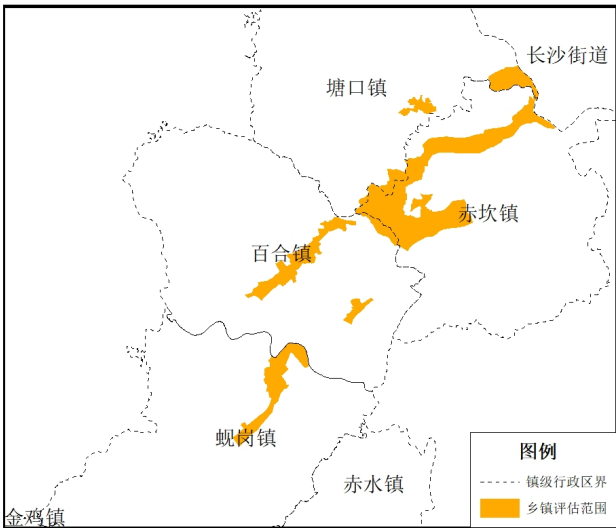 长沙街道
塘口镇
赤坎镇
百合镇
蚬岗镇
赤水镇
金鸡镇
图例
镇级行政区界
乡镇评估范围